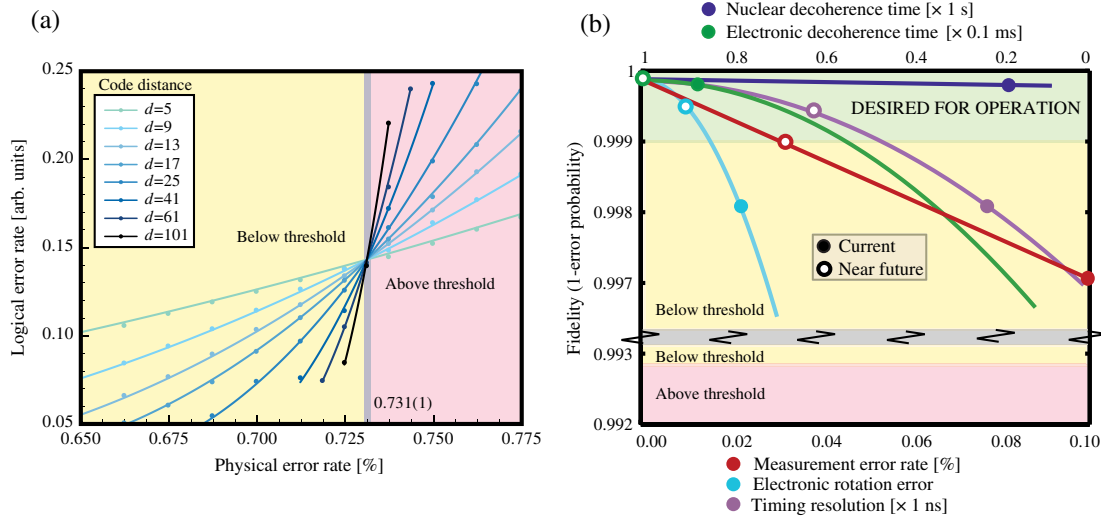 (a)
Code distance
d=5
d=9
d=13
d=17
d=25
d=41
d=61
d=101
Below threshold
Above threshold
0.731(1)
0.25
0.20
0.15
0.10
0.05
Logical error rate [arb. units]
0.650 0.675 0.700 0.725 0.750 0.775
Physical error rate [%]
(b)
Nuclear decoherence time [× 1 s]
Electronic decoherence time [× 0.1 ms]
1 0.8 0.6 0.4 0.2 0
1
0.999
0.998
0.997
0.993
0.992
Fidelity (1-error probability)
DESIRED FOR OPERATION
Current
Near future
Below threshold
Below threshold
Above threshold
0.00 0.02 0.04 0.06 0.08 0.10
Measurement error rate [%]
Electronic rotation error
Timing resolution [× 1 ns]